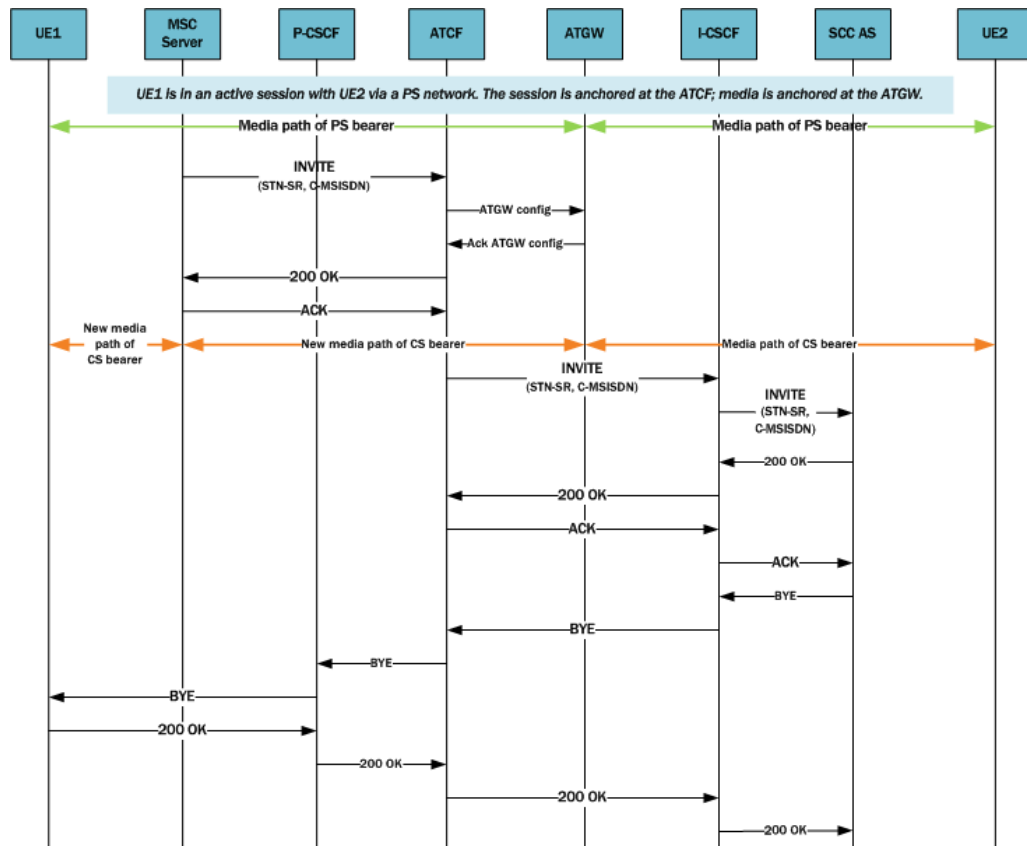 UE1
MSC
Server
P-CSCF
ATCF
ATGW
I-CSCF
SCC AS
UE2
UE1 is in an active session with UE2 via a PS network. The session is anchored at the ATCF; media is anchored at the ATGW.
Media path of PS bearer
Media path of PS bearer
INVITE
(STN-SR, C-MSISDN)
ATGW config
Ack ATGW config
200 OK
ACK
New media
path of
CS bearer
New media path of CS bearer
Media path of CS bearer
INVITE
(STN-SR, C-MSISDN)
INVITE
(STN-SR,
C-MSISDN)
200 OK
200 OK
ACK
ACK
BYE
BYE
BYE
BYE
200 OK
200 OK
200 OK
200 OK